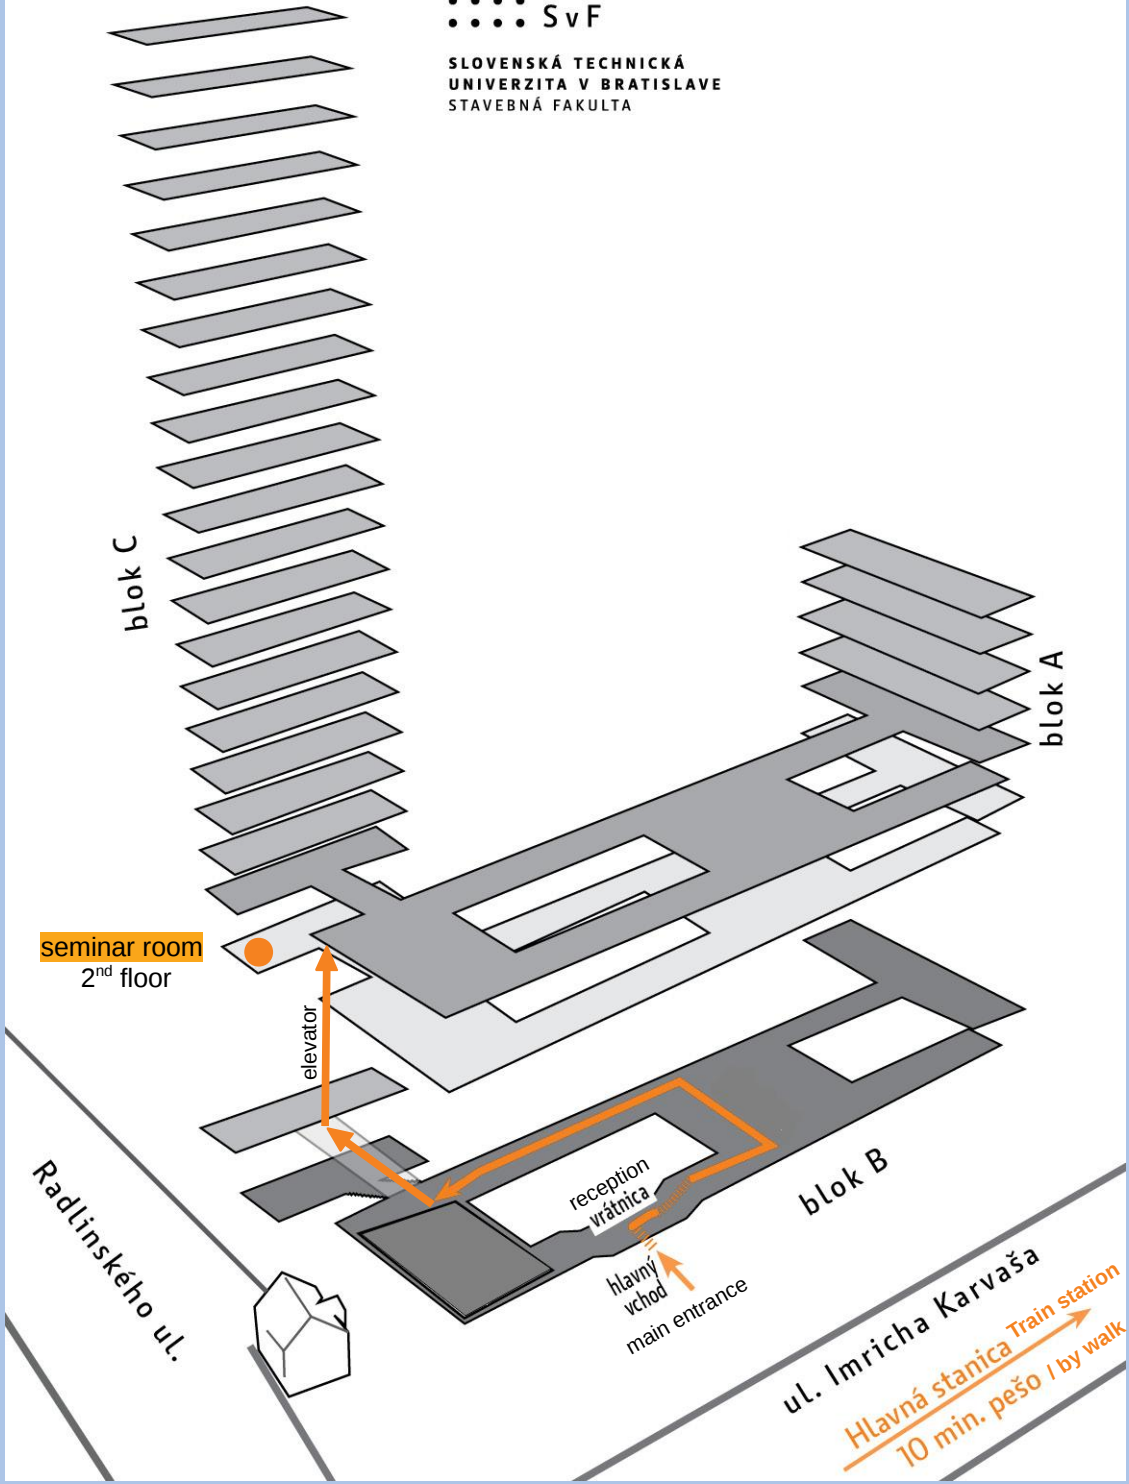 SvF
SLOVENSKÁ TECHNICKÁ
UNIVERZITA V BRATISLAVE
STAVEBNÁ FAKULTA
blok C
blok A
seminar room
2nd floor
elevator
reception
vrátnica
blok B
hlavný
vchod
main entrance
Radlinského ul.
ul. Imricha Karvaša
Hlavná stanica Train station
10 min. pešo / by walk